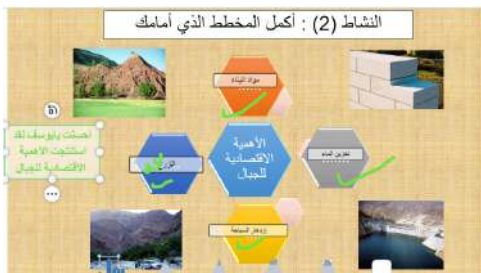 النشاط (2) : أكمل المخطط الذي أمامك
مواد البناء
أحسنت يايوسف لقد
استنتجت الأهمية
الاقتصادية للجبال
الأهمية
الاقتصادية
للجبال
تخزين المياه
ازدهار السياحة